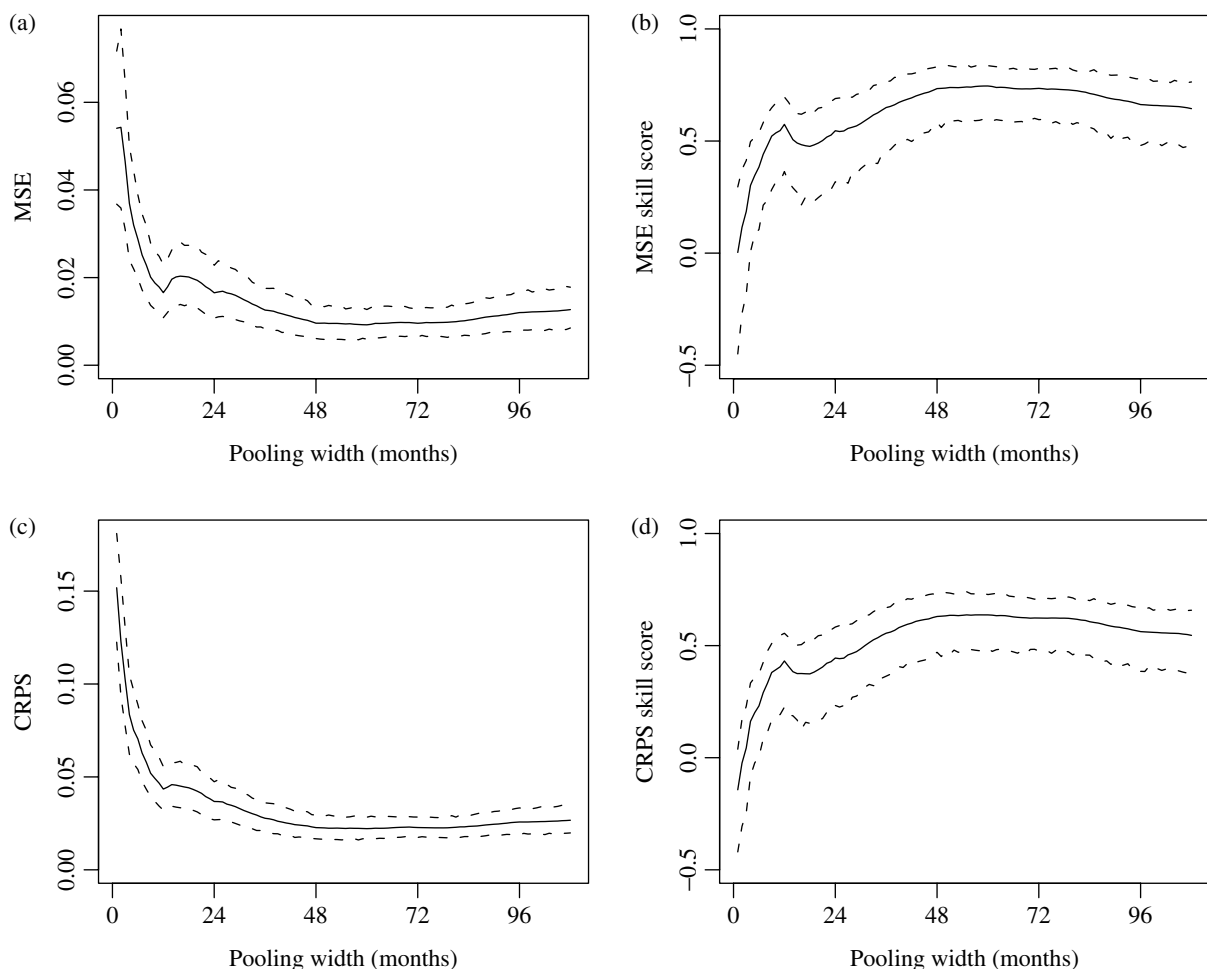 (a)
MSE
0.06
0.04
0.02
0.00
0 24 48 72 96
Pooling width (months)
(b)
MSE skill score
1.0
0.5
0.0
−0.5
0 24 48 72 96
Pooling width (months)
(c)
CRPS
0.15
0.10
0.05
0.00
0 24 48 72 96
Pooling width (months)
(d)
CRPS skill score
1.0
0.5
0.0
−0.5
0 24 48 72 96
Pooling width (months)